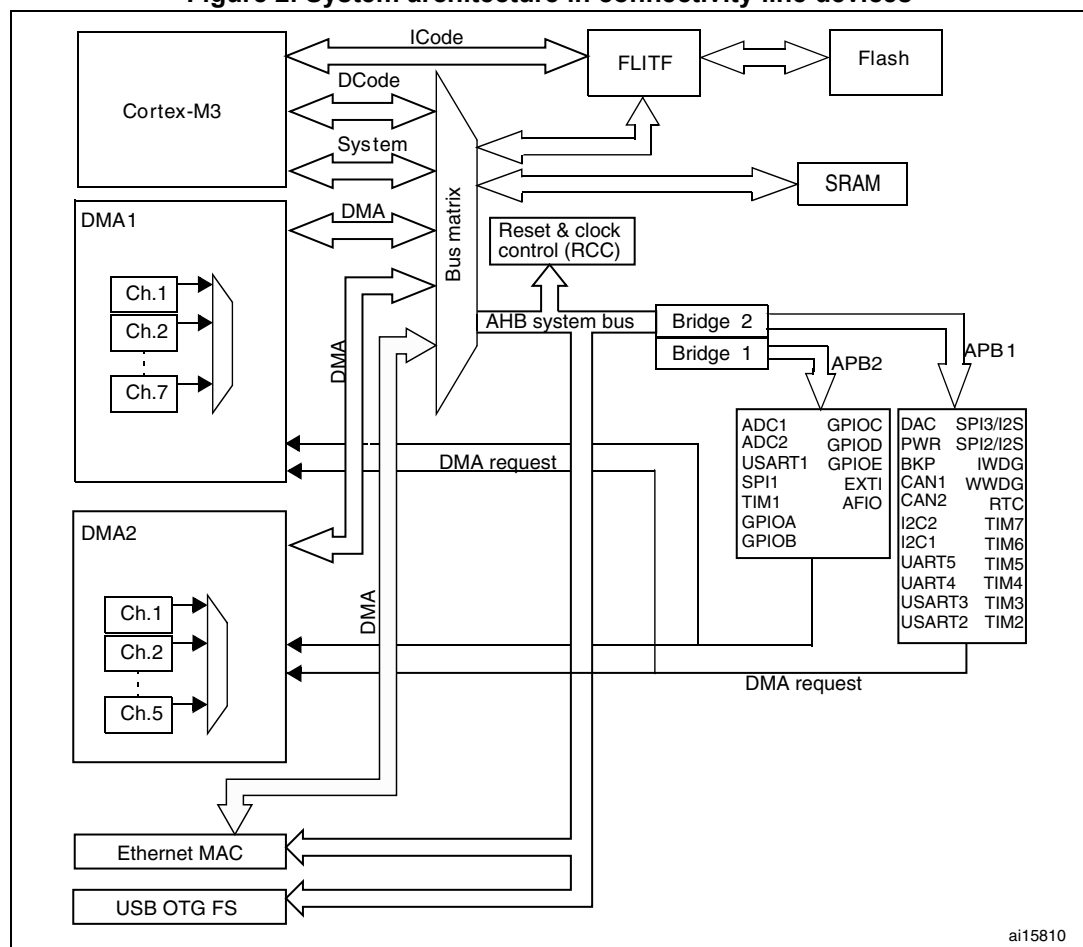 Figure 2. System architecture in connectivity line devices
ICode
FLITF
Flash
Cortex-M3
DCode
System
Bus matrix
SRAM
DMA1
DMA
Reset & clock
control (RCC)
Ch.1
Ch.2
Ch.7
AHB system bus
Bridge 2
Bridge 1
APB2
APB1
DMA
DMA request
ADC1
ADC2
USART1
SPI1
TIM1
GPIOA
GPIOB
GPIOC
GPIOD
GPIOE
EXTI
AFIO
DAC
PWR
BKP
CAN1
CAN2
I2C2
I2C1
UART5
UART4
USART3
USART2
SPI3/I2S
SPI2/I2S
IWDG
WWDG
RTC
TIM7
TIM6
TIM5
TIM4
TIM3
TIM2
DMA2
Ch.1
Ch.2
Ch.5
DMA
DMA request
Ethernet MAC
USB OTG FS
ai15810